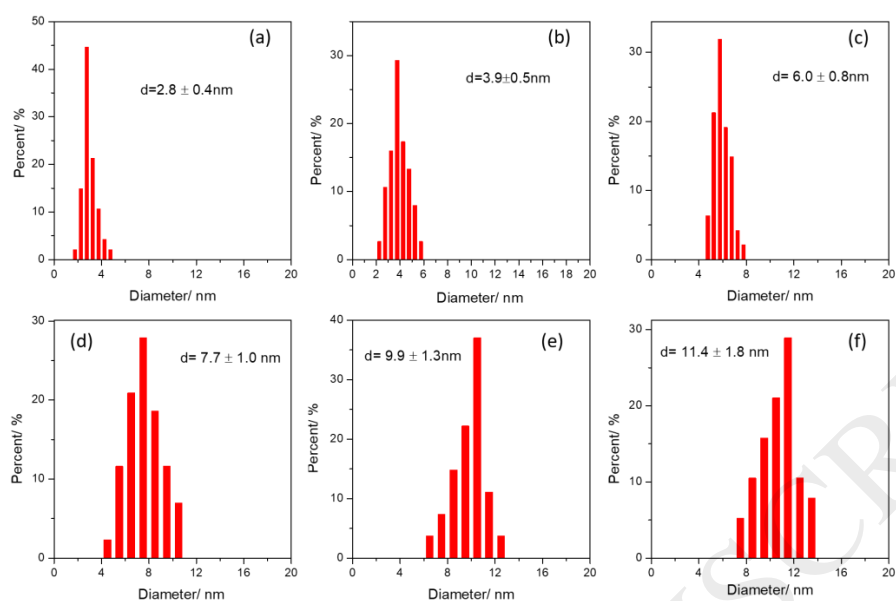 50
40
30
20
10
0
Percent/ %
(a)
d=2.8 ± 0.4nm
0 4 8 12 16 20
Diameter/ nm
30
20
10
0
Percent/ %
(b)
d=3.9±0.5nm
0 2 4 6 8 10 12 14 16 18 20
Diameter/ nm
30
20
10
0
Percent/ %
(c)
d= 6.0 ± 0.8nm
0 4 8 12 16 20
Diameter/ nm
30
20
10
0
Percent/ %
(d)
d= 7.7 ± 1.0 nm
0 4 8 12 16 20
Diameter/ nm
40
30
20
10
0
Percent/ %
(e)
d= 9.9 ± 1.3nm
0 4 8 12 16 20
Diameter/ nm
30
20
10
0
Percent/ %
(f)
d= 11.4 ± 1.8 nm
0 4 8 12 16 20
Diameter/ nm